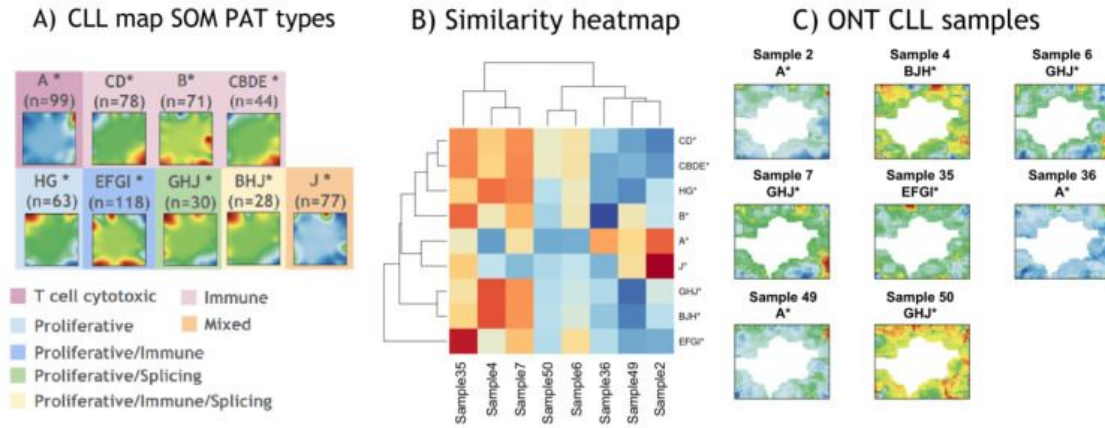 A) CLL map SOM PAT types
A *
(n=99)
CD*
(n=78)
B*
(n=71)
CBDE *
(n=44)
HG *
(n=63)
EFGI *
(n=118)
GHJ *
(n=30)
BHJ*
(n=28)
J *
(n=77)
T cell cytotoxic
Immune
Proliferative
Mixed
Proliferative/Immune
Proliferative/Splicing
Proliferative/Immune/Splicing
B) Similarity heatmap
CD*
CBDE*
HG*
B*
A*
J*
GHJ*
BJH*
EFGI*
Sample35
Sample4
Sample7
Sample50
Sample6
Sample36
Sample49
Sample2
C) ONT CLL samples
Sample 2
A*
Sample 4
BJH*
Sample 6
GHJ*
Sample 7
GHJ*
Sample 35
EFGI*
Sample 36
A*
Sample 49
A*
Sample 50
GHJ*